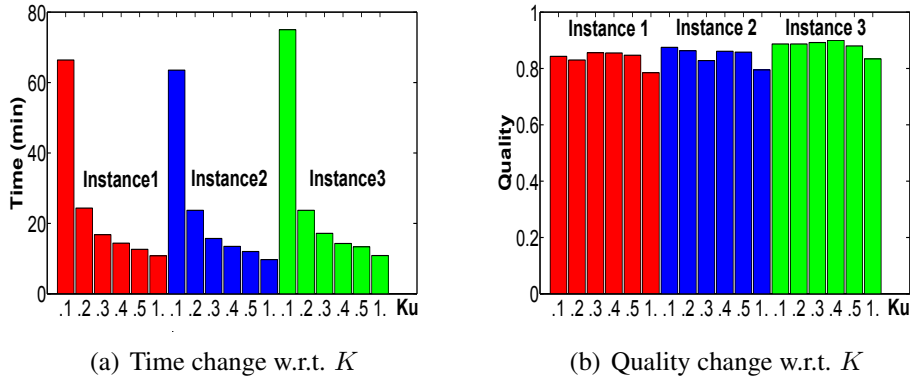 80
60
40
20
0
Time (min)
Instance1
Instance2
Instance3
.1 .2 .3 .4 .5 1. .1 .2 .3 .4 .5 1. .1 .2 .3 .4 .5 1. Ku
(a) Time change w.r.t. K
1
0.8
0.6
0.4
0.2
0
Quality
Instance 1
Instance 2
Instance 3
.1 .2 .3 .4 .5 1. .1 .2 .3 .4 .5 1. .1 .2 .3 .4 .5 1. Ku
(b) Quality change w.r.t. K